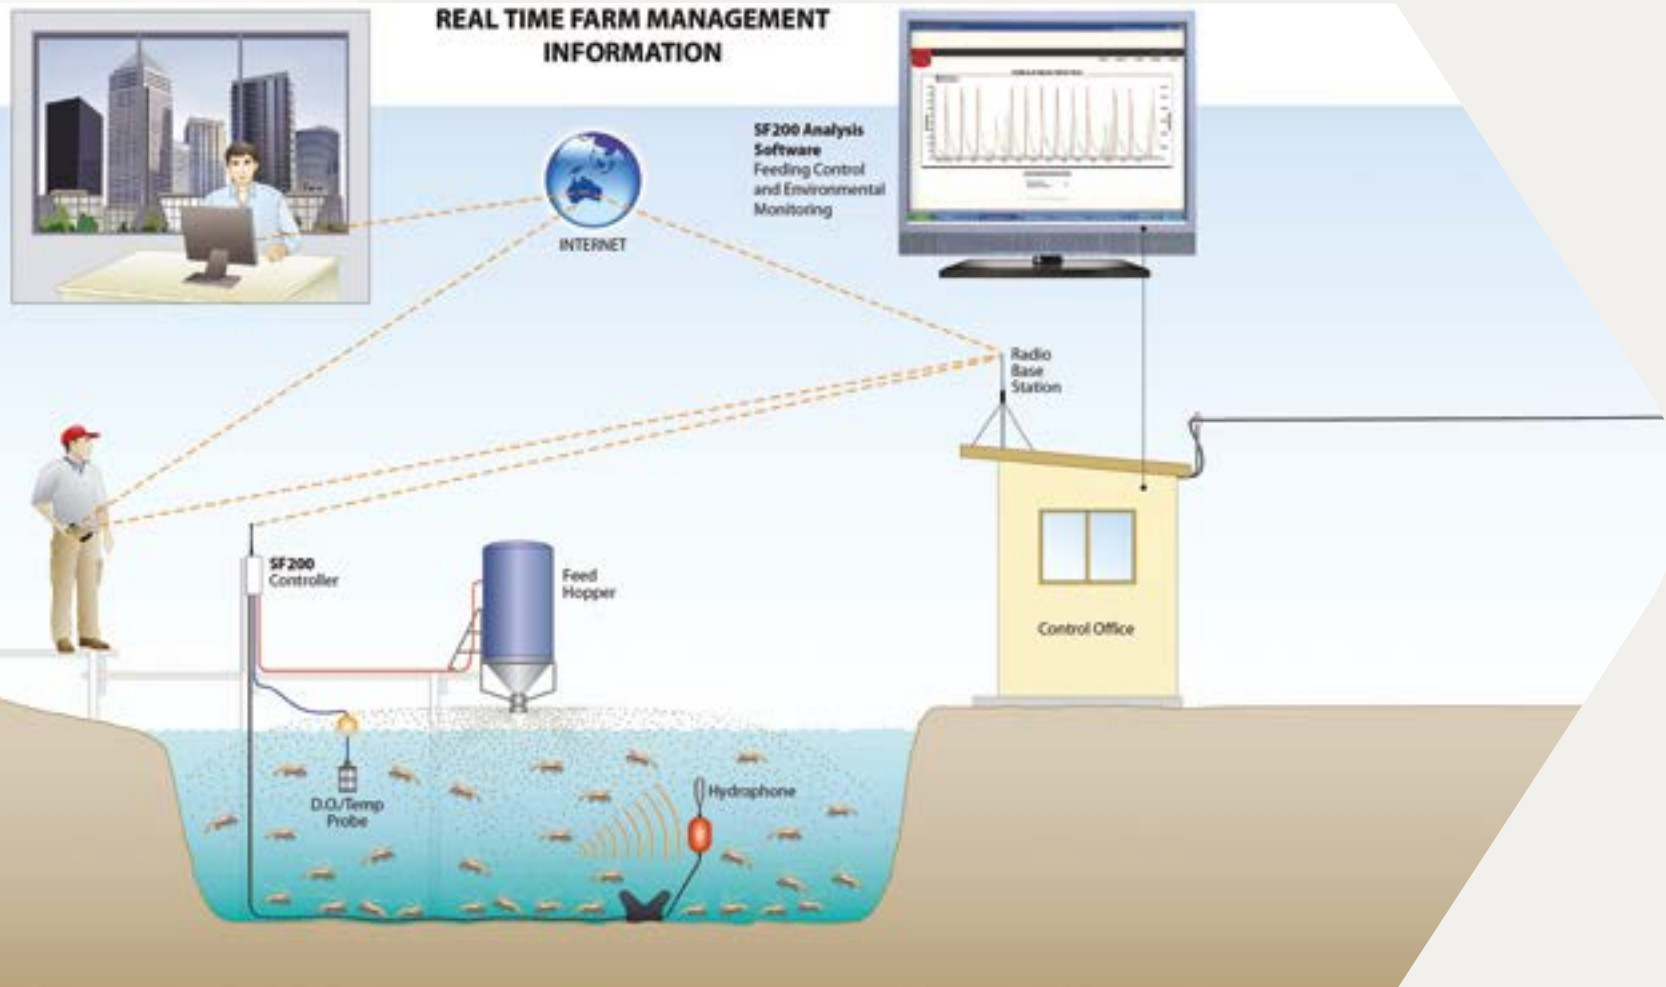 REAL TIME FARM MANAGEMENT
INFORMATION
SF200 Analysis
Software
Feeding Control
and Environmental
Monitoring
INTERNET
Radio
Base
Station
SF200
Controller
Feed
Hopper
Control Office
Hydrophone
D.O./Temp
Probe